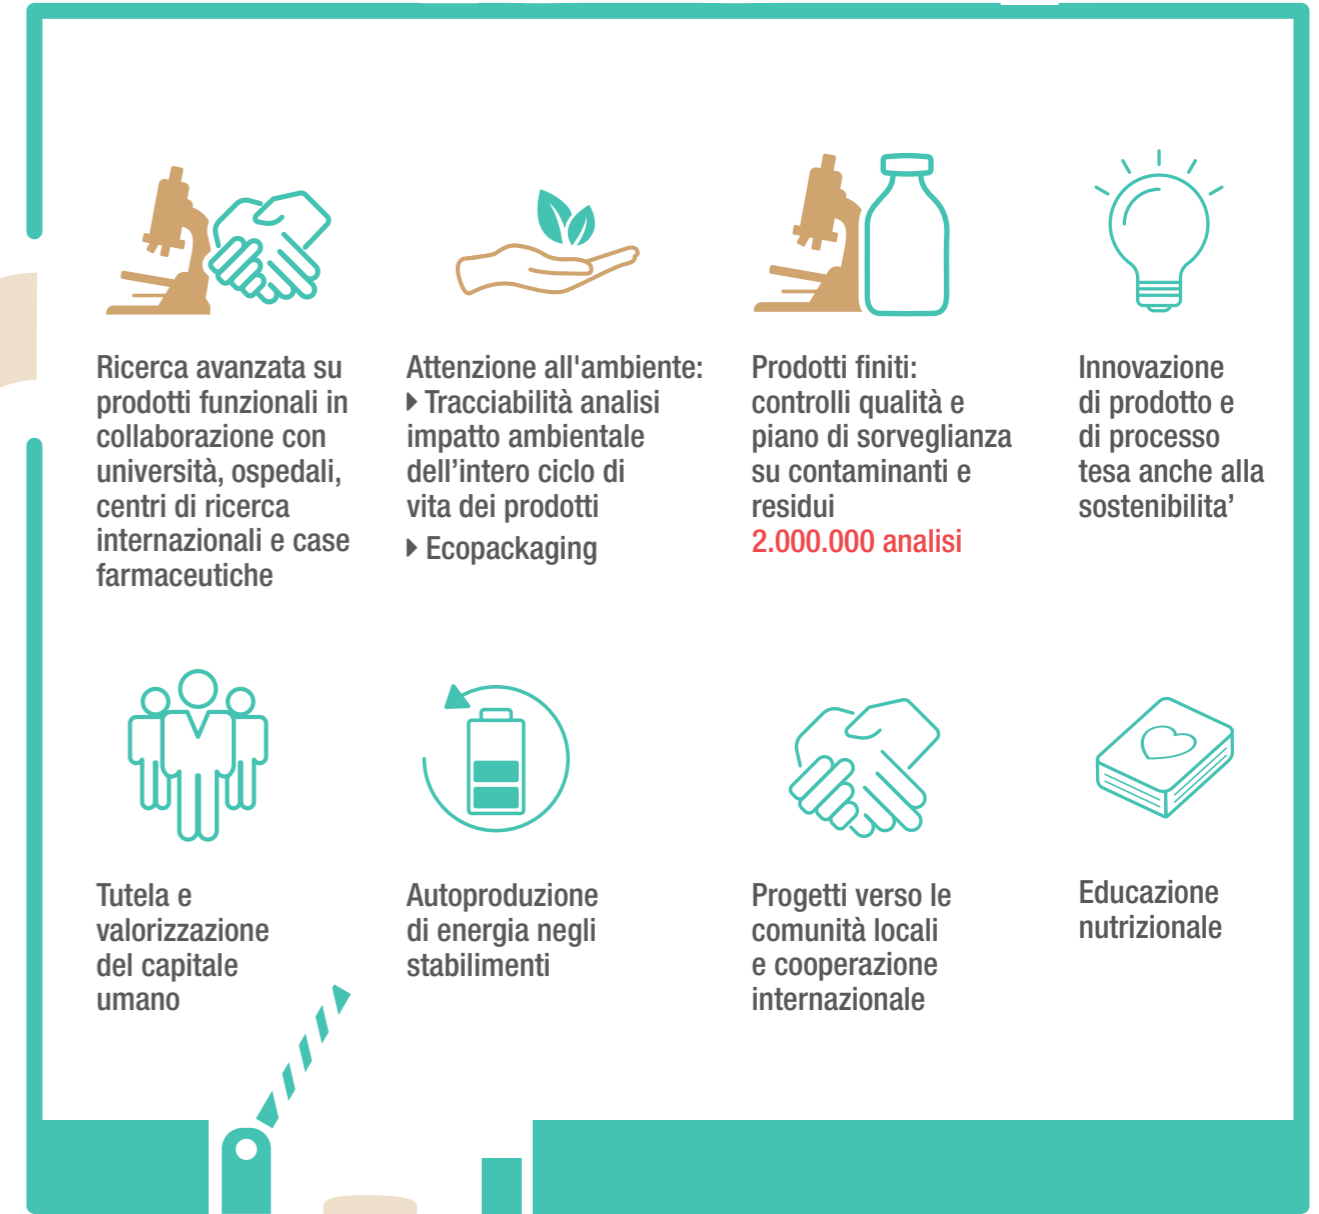 Ricerca avanzata su
prodotti funzionali in
collaborazione con
università, ospedali,
centri di ricerca
internazionali e case
farmaceutiche
Attenzione all'ambiente:
Tracciabilità analisi
impatto ambientale
dell’intero ciclo di
vita dei prodotti
Ecopackaging
Prodotti finiti:
controlli qualità e
piano di sorveglianza
su contaminanti e
residui
2.000.000 analisi
Innovazione
di prodotto e
di processo
tesa anche alla
sostenibilita’
Tutela e
valorizzazione
del capitale
umano
Autoproduzione
di energia negli
stabilimenti
Progetti verso le
comunità locali
e cooperazione
internazionale
Educazione
nutrizionale